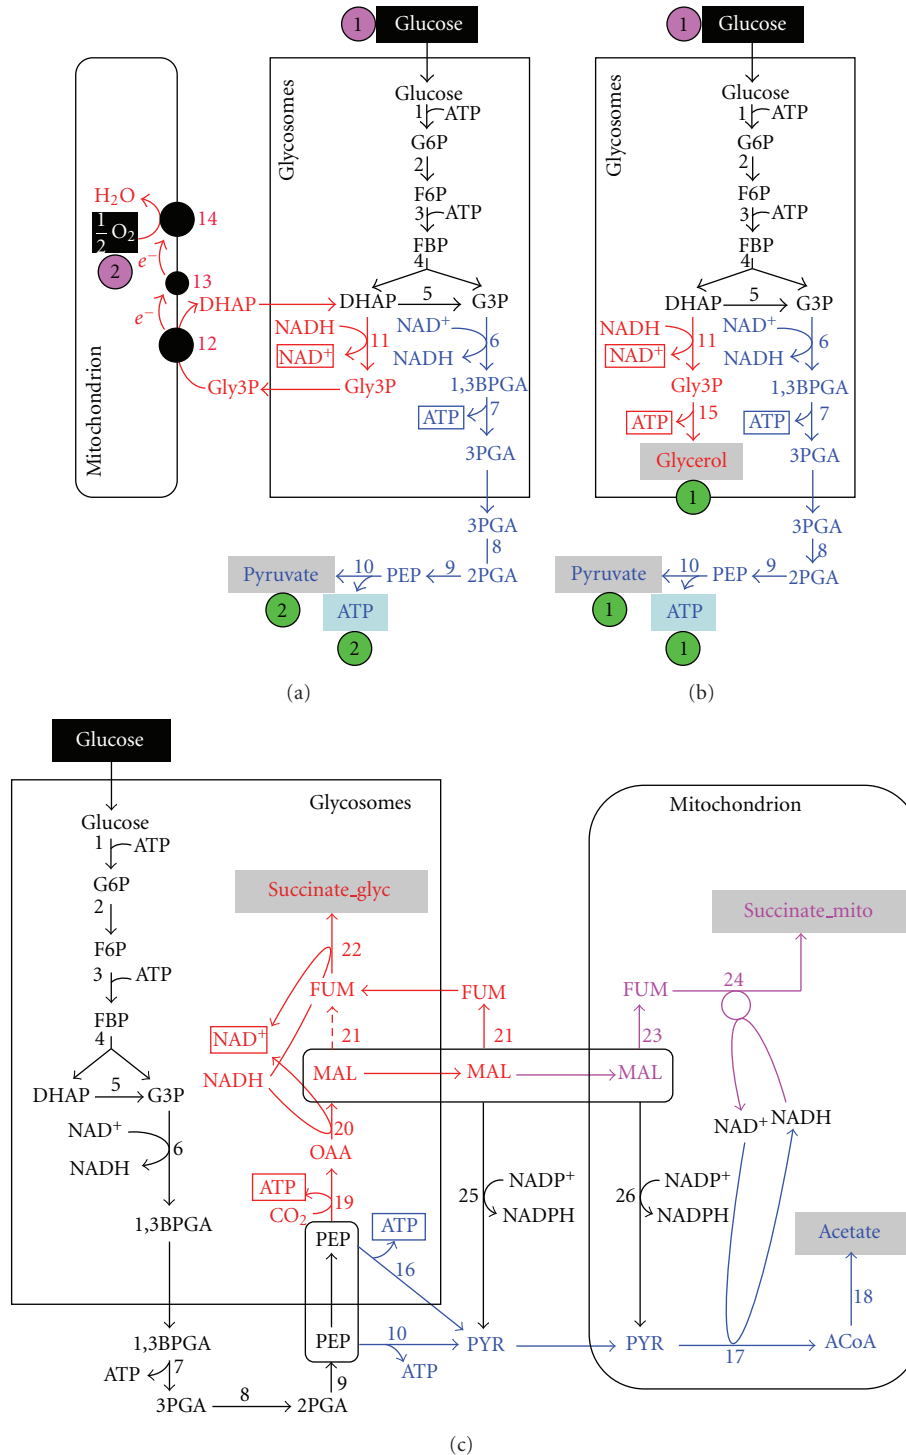 1 Glucose
Glycosomes
Glucose
1 ATP
G6P
2
F6P
3 ATP
FBP
4
DHAP 5 G3P
NADH 11 NAD+
NAD+ 6 NADH
Gly3P
1,3BPGA
ATP 7
3PGA
3PGA
8
Pyruvate 10 PEP 9 2PGA
2 ATP
2
Mitochondrion
H2O
14
1/2 O2
2
e−
13
e−
DHAP
12
Gly3P
(a)
1 Glucose
Glycosomes
Glucose
1 ATP
G6P
2
F6P
3 ATP
FBP
4
DHAP 5 G3P
NADH 11 NAD+
NAD+ 6 NADH
Gly3P
1,3BPGA
ATP 15
ATP 7
Glycerol
1
3PGA
3PGA
8
Pyruvate 10 PEP 9 2PGA
1 ATP
1
(b)
Glucose
Glycosomes
Glucose
1 ATP
G6P
2
F6P
3 ATP
FBP
4
DHAP 5 G3P
NAD+ 6
NADH
1,3BPGA
1,3BPGA
ATP 7
3PGA 8 2PGA
9
Succinate_glyc
22
FUM FUM
21 21
NAD+
NADH
MAL MAL MAL
20
OAA
ATP
19
CO2
PEP
ATP
16
PEP 10 PYR PYR 17 ACoA
ATP
25 NADP+
NADPH
26 NADP+
NADPH
Mitochondrion
Succinate_mito
24
FUM
23
NAD+ NADH
Acetate
18
(c)